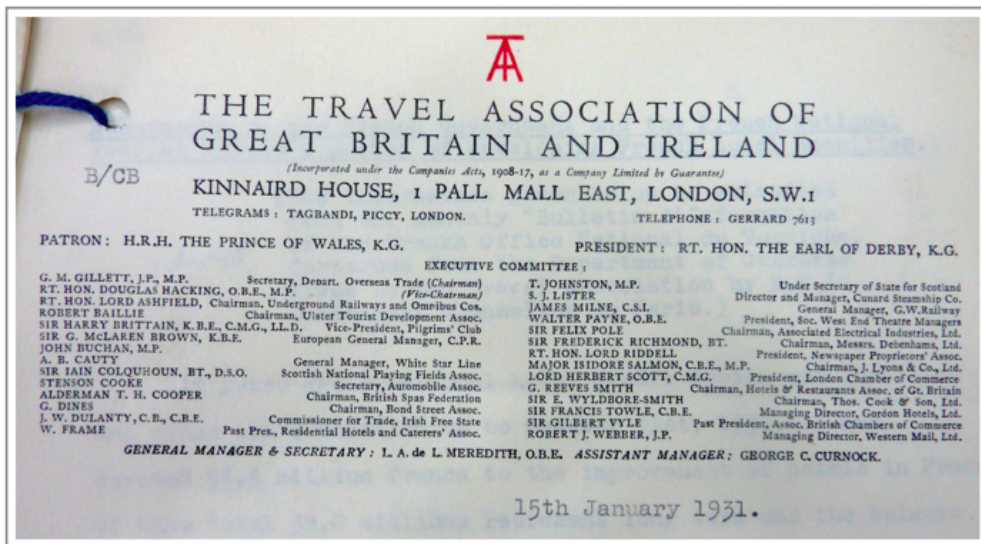 THE TRAVEL ASSOCIATION OF
GREAT BRITAIN AND IRELAND
B/CB
(Incorporated under the Companies Acts, 1908-17, as a Company Limited by Guarantee)
KINNAIRD HOUSE, 1 PALL MALL EAST, LONDON, S.W.1
TELEGRAMS: TAGBANDI, PICCY, LONDON. TELEPHONE: GERRARD 7613
PATRON: H.R.H. THE PRINCE OF WALES, K.G. PRESIDENT: RT. HON. THE EARL OF DERBY, K.G.
EXECUTIVE COMMITTEE:
G. M. GILLETT, J.P., M.P. Secretary, Depart. Overseas Trade (Chairman)
RT. HON. DOUGLAS HACKING, O.B.E., M.P. (Vice-Chairman)
RT. HON. LORD ASHFIELD, Chairman, Underground Railways and Omnibus Cos.
ROBERT BAILLIE Chairman, Ulster Tourist Development Assoc.
SIR HARRY BRITTAIN, K.B.E., C.M.G., LL.D. Vice-President, Pilgrims' Club
SIR G. McLAREN BROWN, K.B.E. European General Manager, C.P.R.
JOHN BUCHAN, M.P.
A. B. CAUTY General Manager, White Star Line
SIR IAIN COLQUHOUN, BT., D.S.O. Scottish National Playing Fields Assoc.
STENSON COOKE Secretary, Automobile Assoc.
ALDERMAN T. H. COOPER Chairman, British Spas Federation
G. DINES Chairman, Bond Street Assoc.
J. W. DULANTY, C.B., C.B.E. Commissioner for Trade, Irish Free State
W. FRAME Past Pres., Residential Hotels and Caterers' Assoc.
T. JOHNSTON, M.P. Under Secretary of State for Scotland
S. J. LISTER Director and Manager, Cunard Steamship Co.
JAMES MILNE, C.S.I. General Manager, G.W.Railway
WALTER PAYNE, O.B.E. President, Soc. West End Theatre Managers
SIR FELIX POLE Chairman, Associated Electrical Industries, Ltd.
SIR FREDERICK RICHMOND, BT. Chairman, Messrs. Debenhams, Ltd.
RT. HON. LORD RIDDELL President, Newspaper Proprietors' Assoc.
MAJOR ISIDORE SALMON, C.B.E., M.P. Chairman, J. Lyons & Co., Ltd.
LORD HERBERT SCOTT, C.M.G. President, London Chamber of Commerce
G. REEVES SMITH Chairman, Hotels & Restaurants Assoc. of Gt. Britain
SIR E. WYLDBORE-SMITH Chairman, Thos. Cook & Son, Ltd.
SIR FRANCIS TOWLE, C.B.E. Managing Director, Gordon Hotels, Ltd.
SIR GILBERT VYLE Past President, Assoc. British Chambers of Commerce
ROBERT J. WEBBER, J.P. Managing Director, Western Mail, Ltd.
GENERAL MANAGER & SECRETARY: L. A. de L. MEREDITH, O.B.E. ASSISTANT MANAGER: GEORGE C. CURNOCK.
15th January 1931.